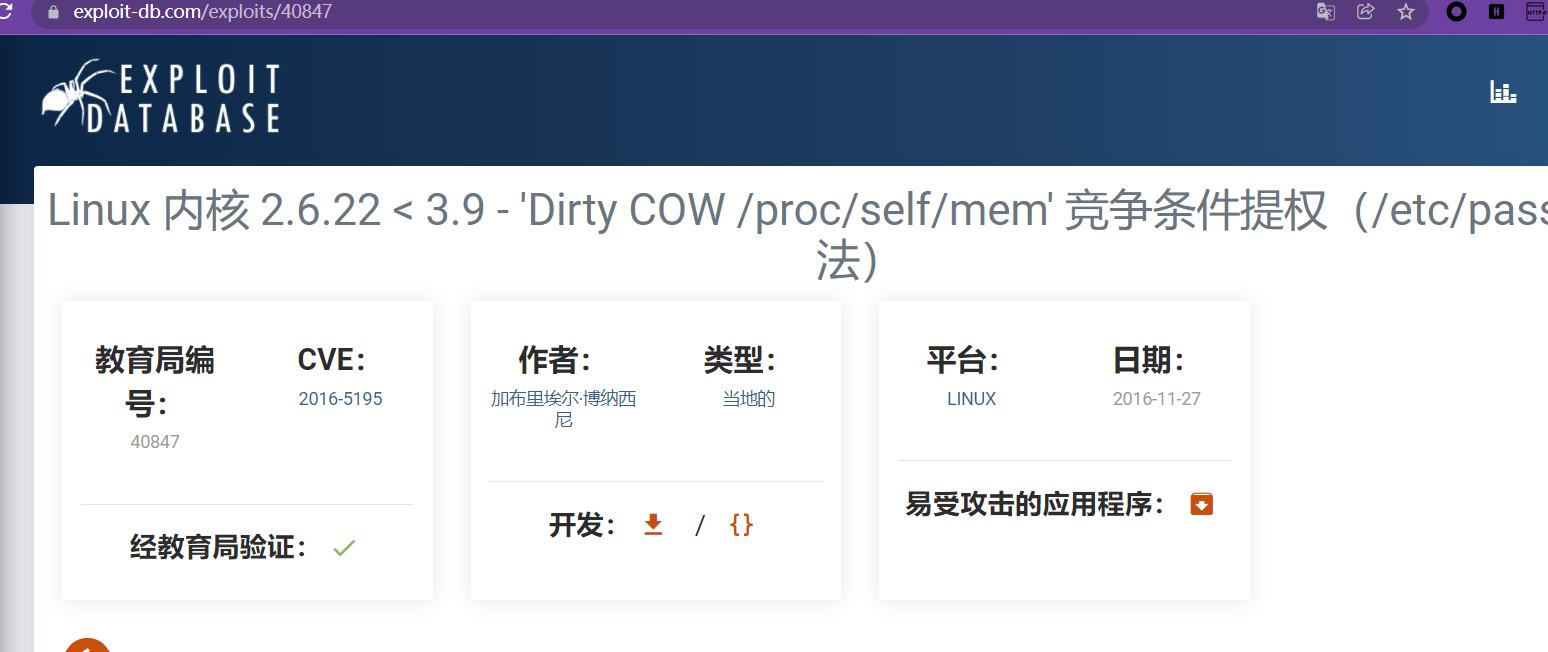 exploit-db.com/exploits/40847
EXPLOIT
DATABASE
Linux 内核 2.6.22 < 3.9 - 'Dirty COW /proc/self/mem' 竞争条件提权（/etc/pass
法）
教育局编
号：
40847
CVE：
2016-5195
经教育局验证：
作者：
加布里埃尔·博纳西
尼
类型：
当地的
开发： / {}
平台：
LINUX
日期：
2016-11-27
易受攻击的应用程序：